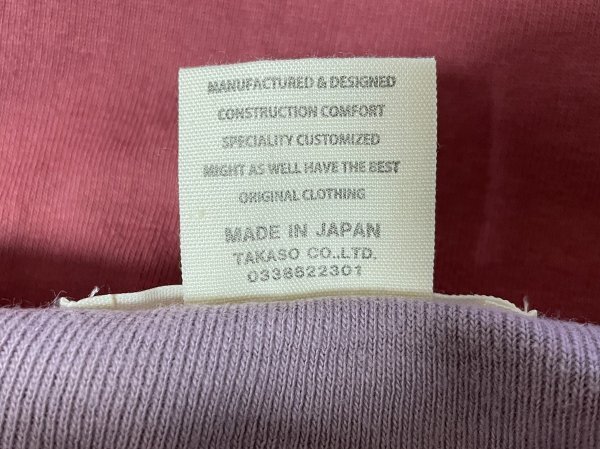 MANUFACTURED & DESIGNED
CONSTRUCTION COMFORT
SPECIALITY CUSTOMIZED
MIGHT AS WELL HAVE THE BEST
ORIGINAL CLOTHING
MADE IN JAPAN
TAKASO CO.,LTD.
0338622301